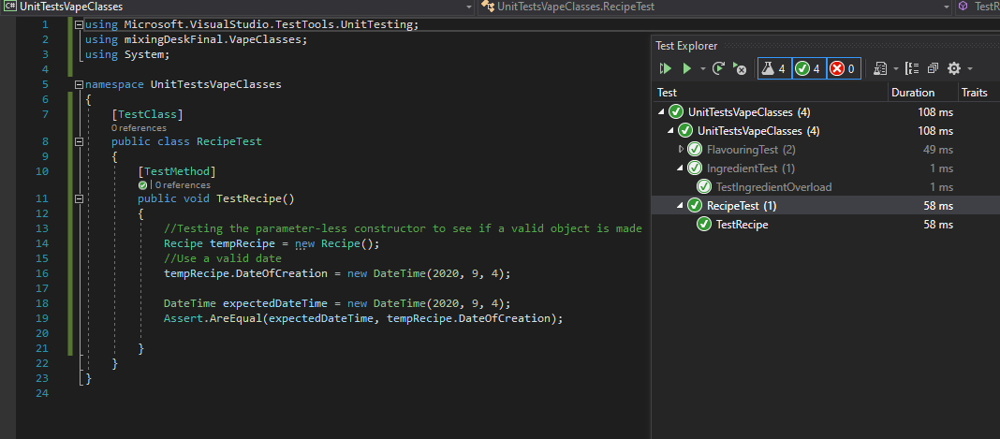 C# UnitTestsVapeClasses
UnitTestsVapeClasses.RecipeTest
TestR
1 using Microsoft.VisualStudio.TestTools.UnitTesting;
2 using mixingDeskFinal.VapeClasses;
3 using System;
4
5 namespace UnitTestsVapeClasses
6 {
7 [TestClass]
0 references
8 public class RecipeTest
9 {
10 [TestMethod]
| 0 references
11 public void TestRecipe()
12 {
13 //Testing the parameter-less constructor to see if a valid object is made
14 Recipe tempRecipe = new Recipe();
15 //Use a valid date
16 tempRecipe.DateOfCreation = new DateTime(2020, 9, 4);
17
18 DateTime expectedDateTime = new DateTime(2020, 9, 4);
19 Assert.AreEqual(expectedDateTime, tempRecipe.DateOfCreation);
20
21 }
22 }
23 }
24
Test Explorer
4 4 0
Test Duration Traits
UnitTestsVapeClasses (4) 108 ms
UnitTestsVapeClasses (4) 108 ms
FlavouringTest (2) 49 ms
IngredientTest (1) 1 ms
TestIngredientOverload 1 ms
RecipeTest (1) 58 ms
TestRecipe 58 ms